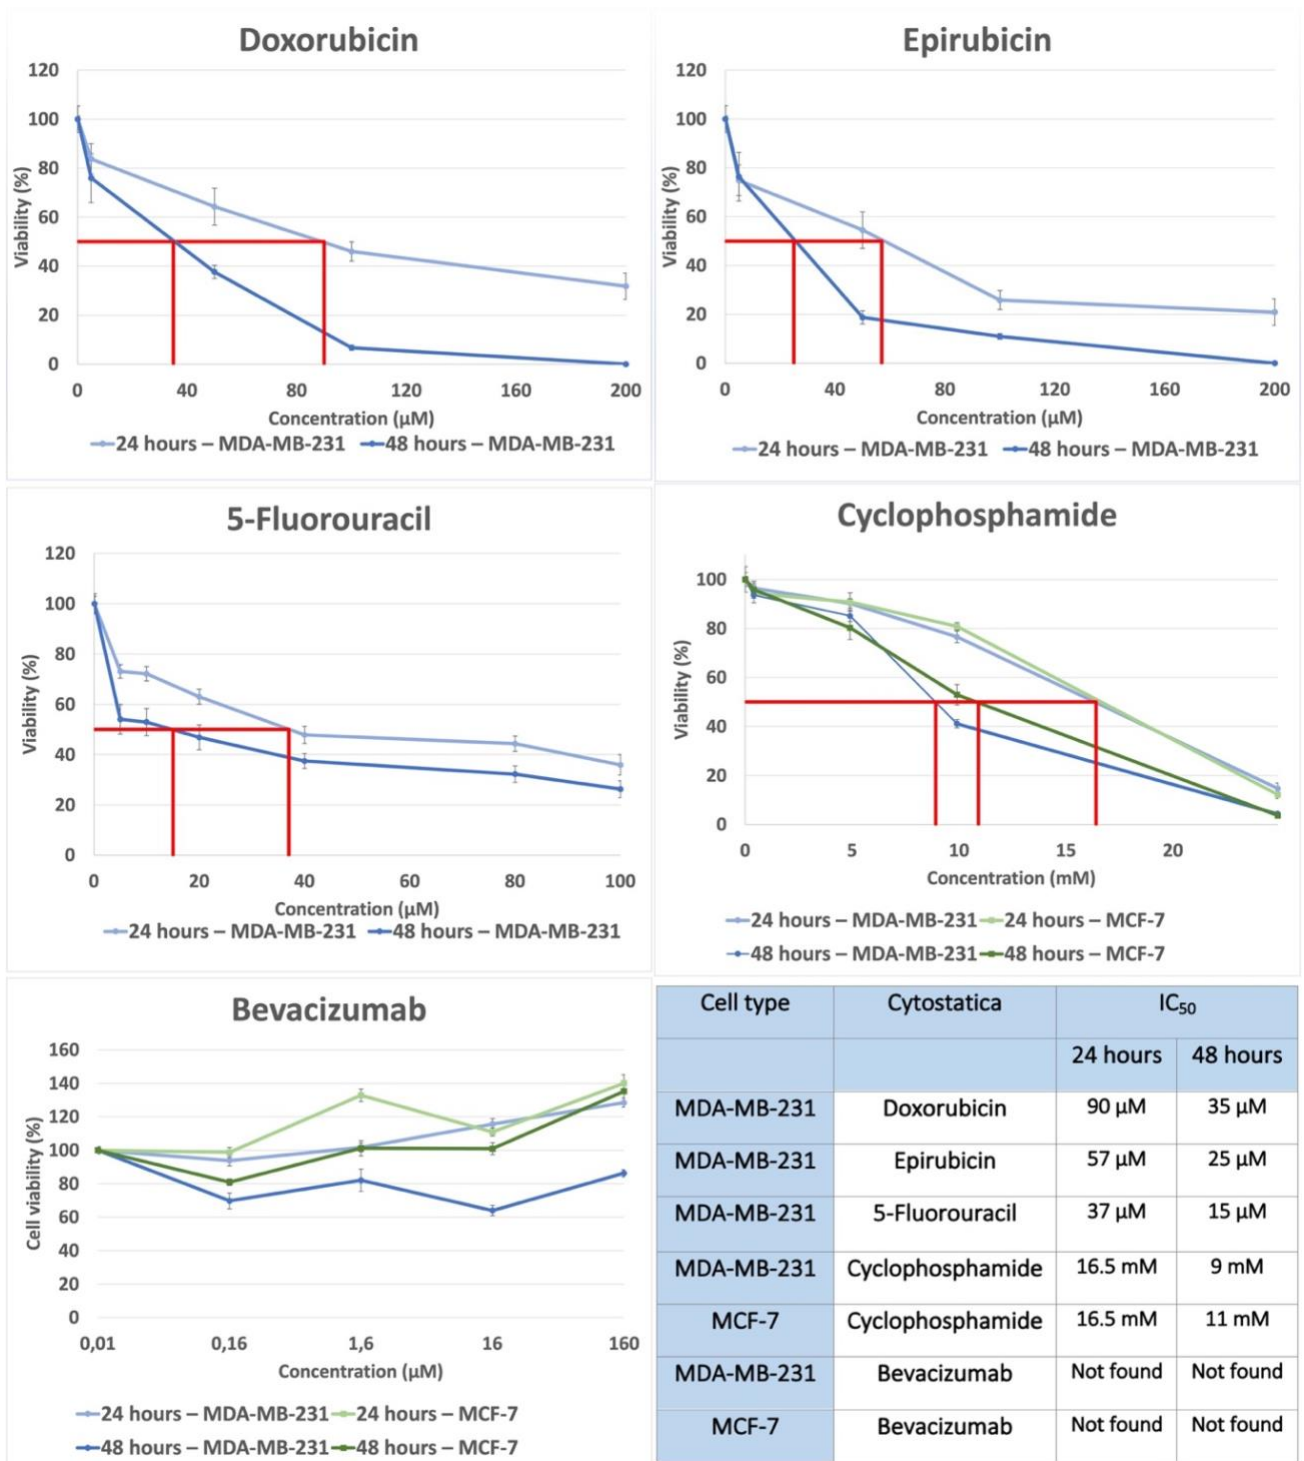 Doxorubicin
120
100
80
60
40
20
0
Viability (%)
0 40 80 120 160 200
Concentration (µM)
24 hours – MDA-MB-231 48 hours – MDA-MB-231
Epirubicin
120
100
80
60
40
20
0
Viability (%)
0 40 80 120 160 200
Concentration (µM)
24 hours – MDA-MB-231 48 hours – MDA-MB-231
5-Fluorouracil
120
100
80
60
40
20
0
Viability (%)
0 20 40 60 80 100
Concentration (µM)
24 hours – MDA-MB-231 48 hours – MDA-MB-231
Cyclophosphamide
100
80
60
40
20
0
Viability (%)
0 5 10 15 20
Concentration (mM)
24 hours – MDA-MB-231 24 hours – MCF-7
48 hours – MDA-MB-231 48 hours – MCF-7
Bevacizumab
160
140
120
100
80
60
40
20
0
Cell viability (%)
0,01 0,16 1,6 16 160
Concentration (µM)
24 hours – MDA-MB-231 24 hours – MCF-7
48 hours – MDA-MB-231 48 hours – MCF-7
Cell type Cytostatica IC₅₀
24 hours 48 hours
MDA-MB-231 Doxorubicin 90 µM 35 µM
MDA-MB-231 Epirubicin 57 µM 25 µM
MDA-MB-231 5-Fluorouracil 37 µM 15 µM
MDA-MB-231 Cyclophosphamide 16.5 mM 9 mM
MCF-7 Cyclophosphamide 16.5 mM 11 mM
MDA-MB-231 Bevacizumab Not found Not found
MCF-7 Bevacizumab Not found Not found